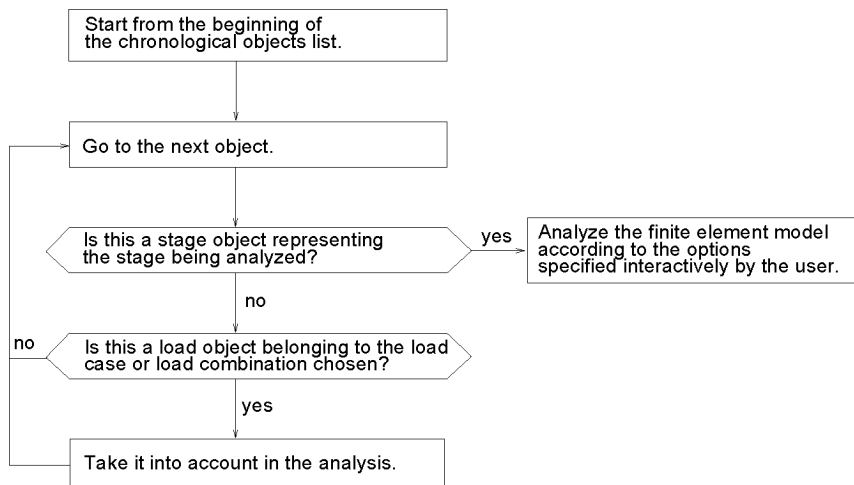 Start from the beginning of
the chronological objects list.
Go to the next object.
Is this a stage object representing
the stage being analyzed?
yes
Analyze the finite element model
according to the options
specified interactively by the user.
no
Is this a load object belonging to the load
case or load combination chosen?
no
yes
Take it into account in the analysis.